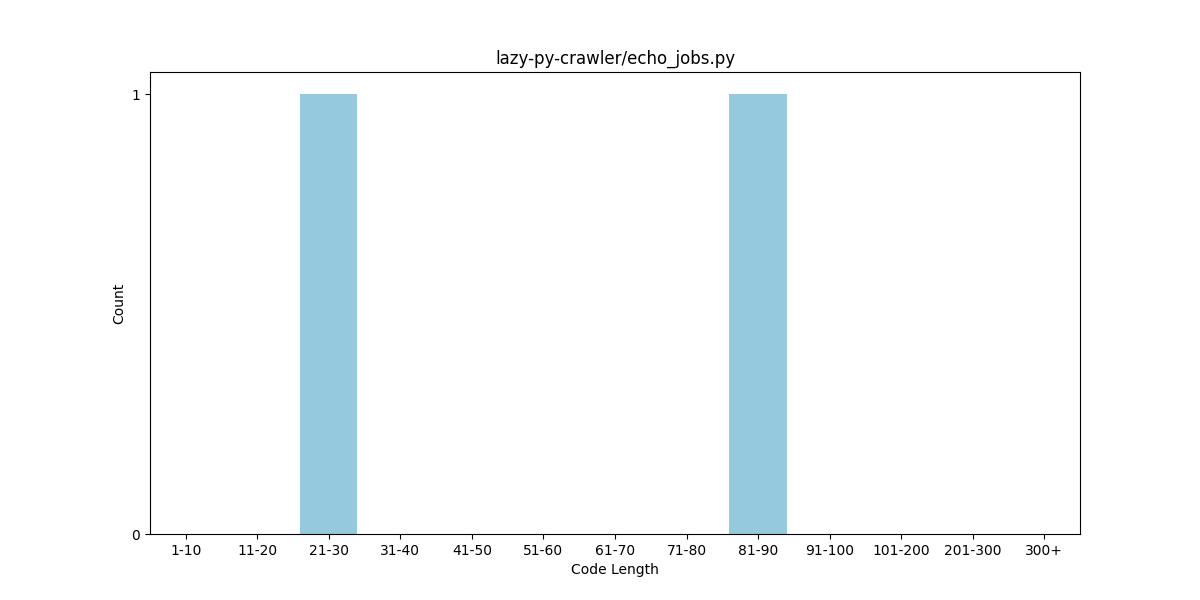 lazy-py-crawler/echo_jobs.py
1
Count
0
1-10 11-20 21-30 31-40 41-50 51-60 61-70 71-80 81-90 91-100 101-200 201-300 300+
Code Length